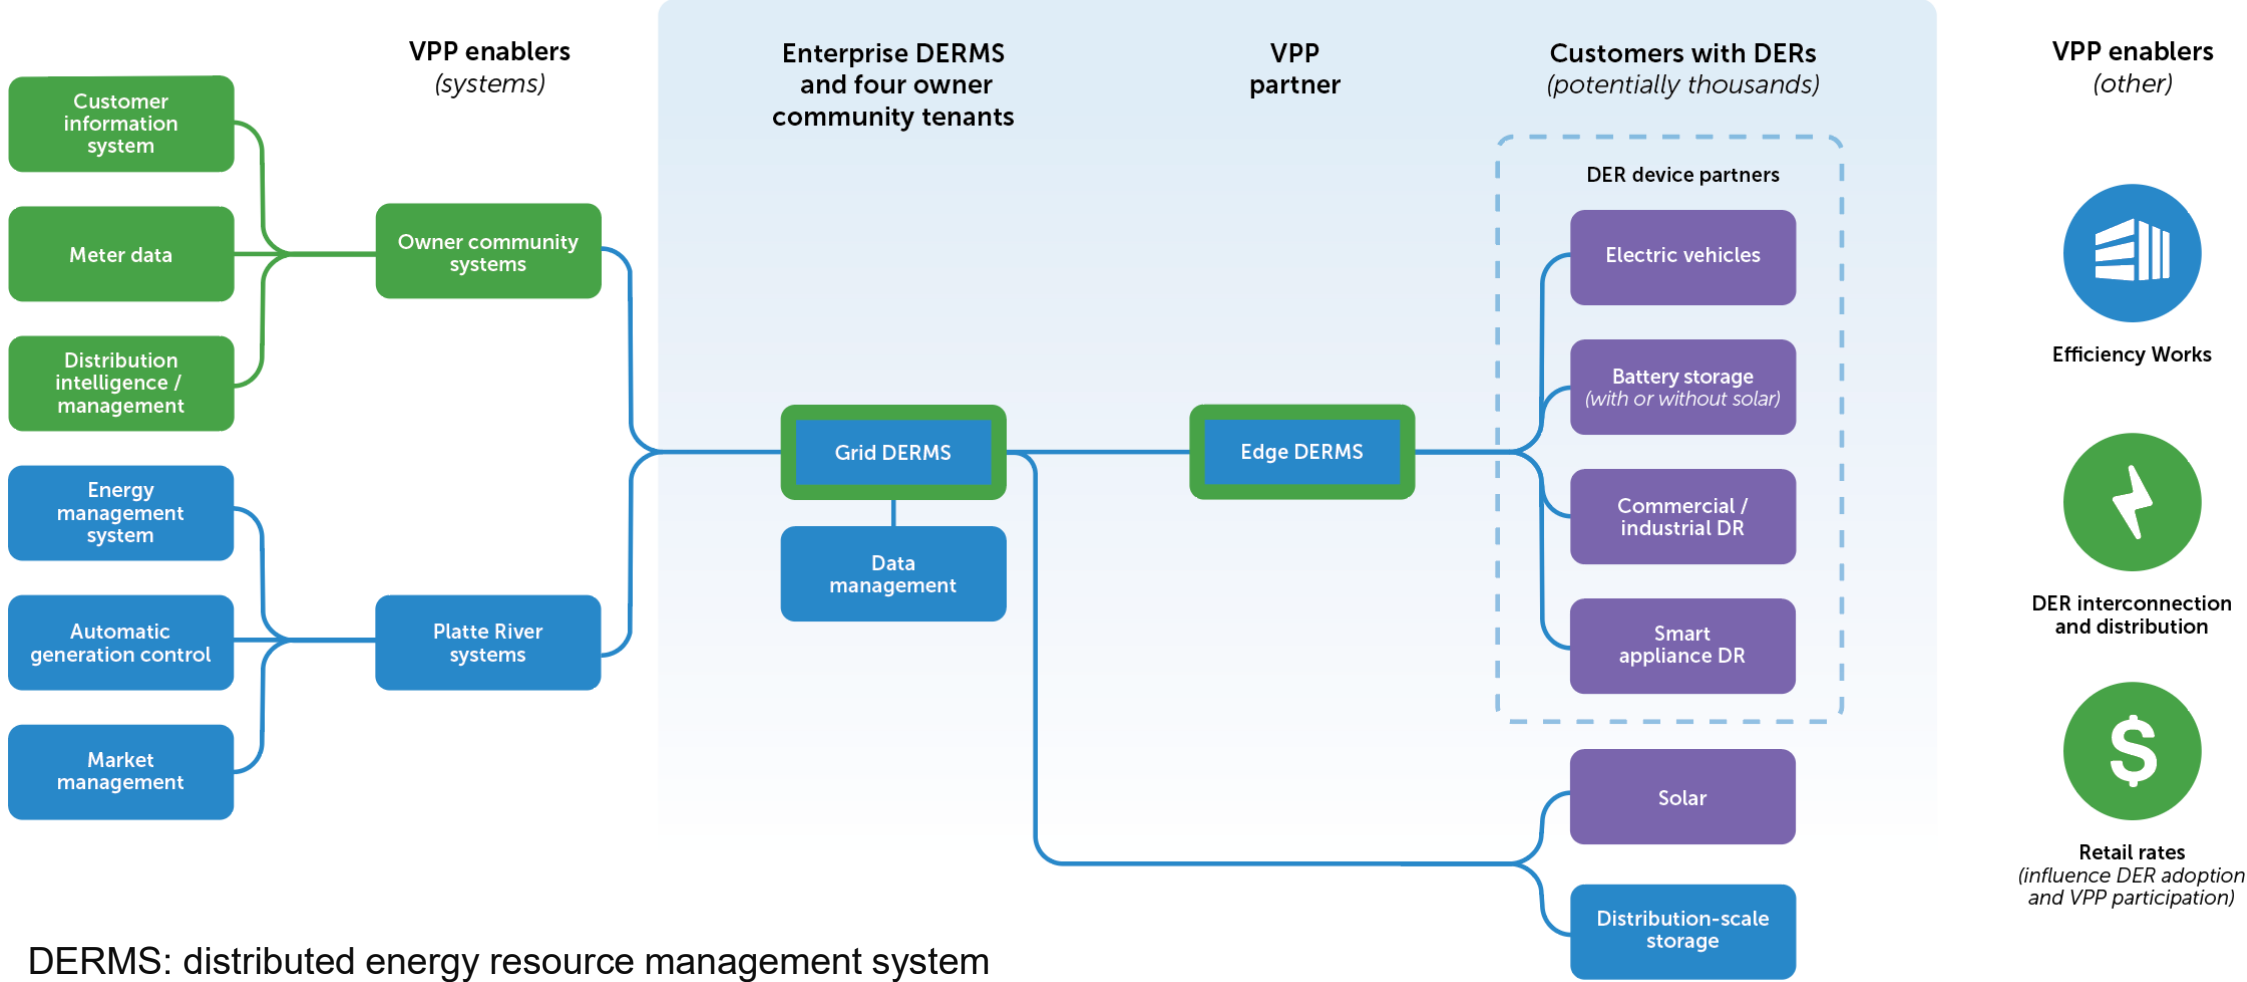 VPP enablers
(systems)
Customer
information
system
Meter data
Distribution
intelligence /
management
Owner community
systems
Energy
management
system
Automatic
generation control
Market
management
Platte River
systems
Enterprise DERMS
and four owner
community tenants
Grid DERMS
Data
management
VPP
partner
Edge DERMS
Customers with DERs
(potentially thousands)
DER device partners
Electric vehicles
Battery storage
(with or without solar)
Commercial /
industrial DR
Smart
appliance DR
Solar
Distribution-scale
storage
VPP enablers
(other)
Efficiency Works
DER interconnection
and distribution
$
Retail rates
(influence DER adoption
and VPP participation)
DERMS: distributed energy resource management system